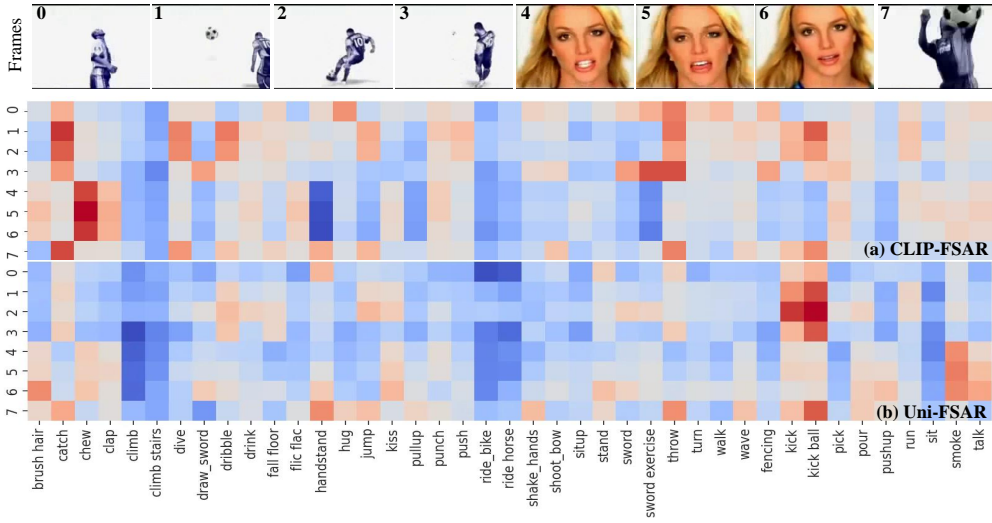 Frames
0 1 2 3 4 5 6 7
0
1
2
3
4
5
6
7
(a) CLIP-FSAR
0
1
2
3
4
5
6
7
(b) Uni-FSAR
brush hair
catch
chew
clap
climb
climb stairs
dive
draw_sword
dribble
drink
fall floor
flic flac
handstand
hug
jump
kiss
pullup
punch
push
ride_bike
ride horse
shake_hands
shoot_bow
situp
stand
sword
sword exercise
throw
turn
walk
wave
fencing
kick
kick ball
pick
pour
pushup
run
sit
smoke
talk